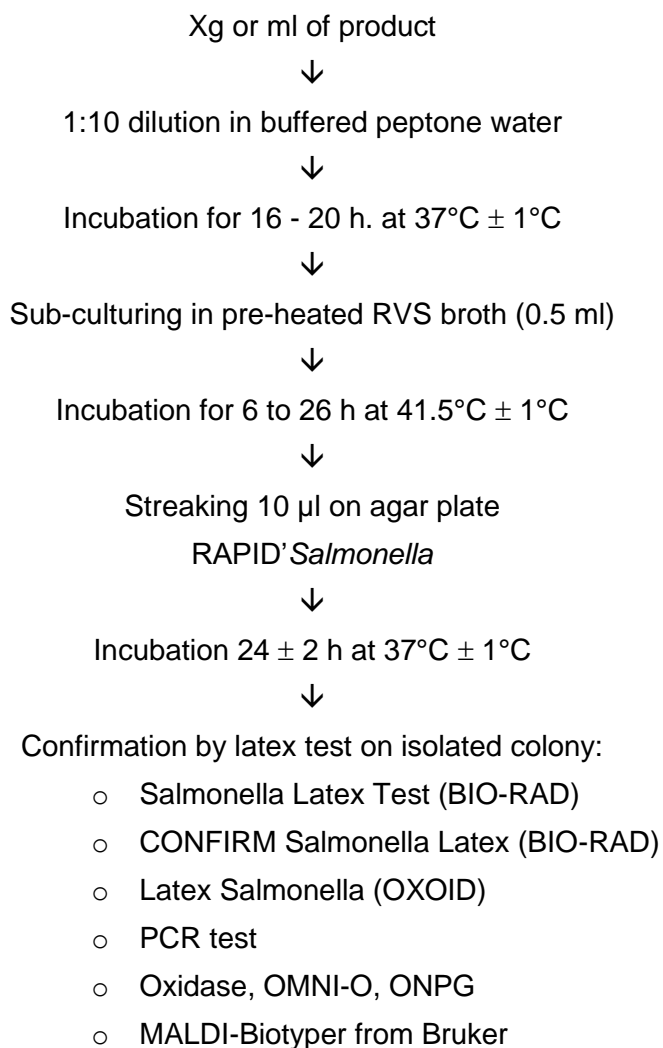 Xg or ml of product
↓
1:10 dilution in buffered peptone water
↓
Incubation for 16 - 20 h. at 37°C ± 1°C
↓
Sub-culturing in pre-heated RVS broth (0.5 ml)
↓
Incubation for 6 to 26 h at 41.5°C ± 1°C
↓
Streaking 10 µl on agar plate
RAPID’Salmonella
↓
Incubation 24 ± 2 h at 37°C ± 1°C
↓
Confirmation by latex test on isolated colony:
o Salmonella Latex Test (BIO-RAD)
o CONFIRM Salmonella Latex (BIO-RAD)
o Latex Salmonella (OXOID)
o PCR test
o Oxidase, OMNI-O, ONPG
o MALDI-Biotyper from Bruker